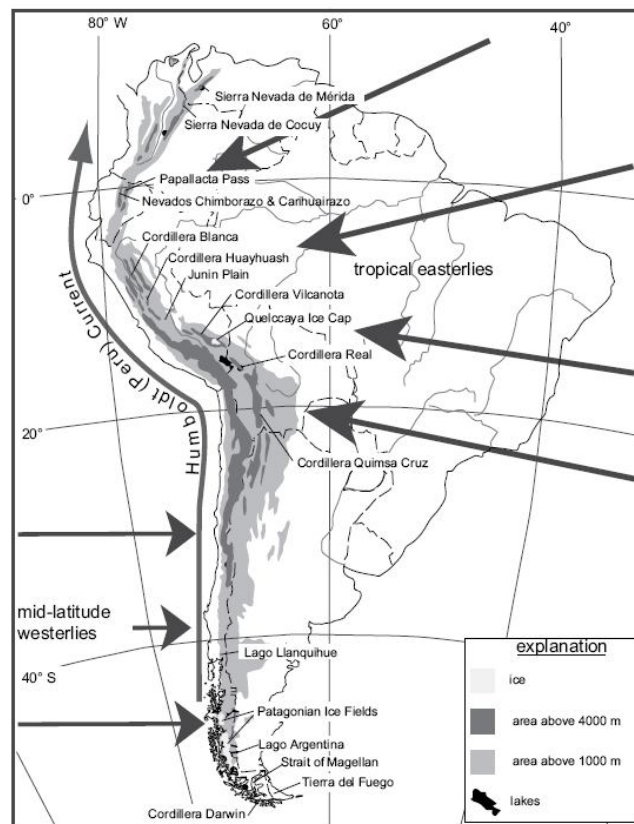 80° W
60°
40°
Sierra Nevada de Mérida
Sierra Nevada de Cocuy
Papallacta Pass
0°
Nevados Chimborazo & Carihuairazo
Cordillera Blanca
Cordillera Huayhuash
Junin Plain
tropical easterlies
Cordillera Vilcanota
Quelccaya Ice Cap
Cordillera Real
Humboldt (Peru) Current
20°
Cordillera Quimsa Cruz
mid-latitude
westerlies
Lago Llanquihue
40° S
Patagonian Ice Fields
Lago Argentina
Strait of Magellan
Tierra del Fuego
Cordillera Darwin
explanation
ice
area above 4000 m
area above 1000 m
lakes